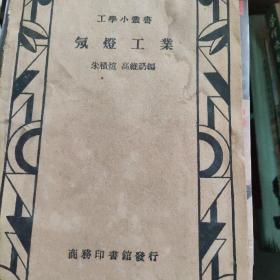 工學小叢書
氖燈工業
朱積煊 高維礽編
商務印書館發行